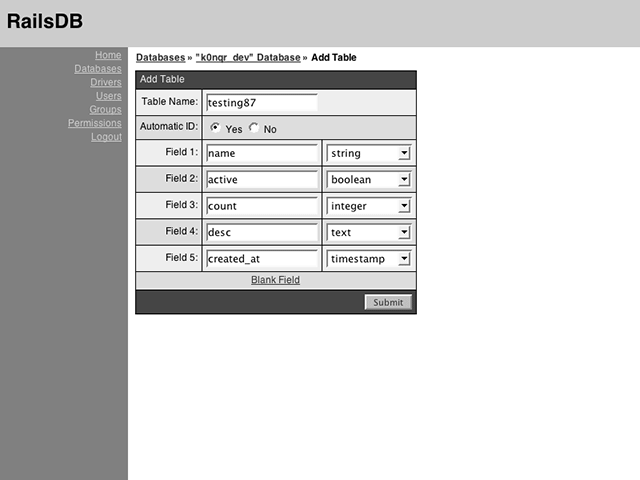 RailsDB
Home
Databases
Drivers
Users
Groups
Permissions
Logout
Databases » "k0nqr_dev" Database » Add Table
Add Table
Table Name: testing87
Automatic ID: Yes No
Field 1: name string
Field 2: active boolean
Field 3: count integer
Field 4: desc text
Field 5: created_at timestamp
Blank Field
Submit